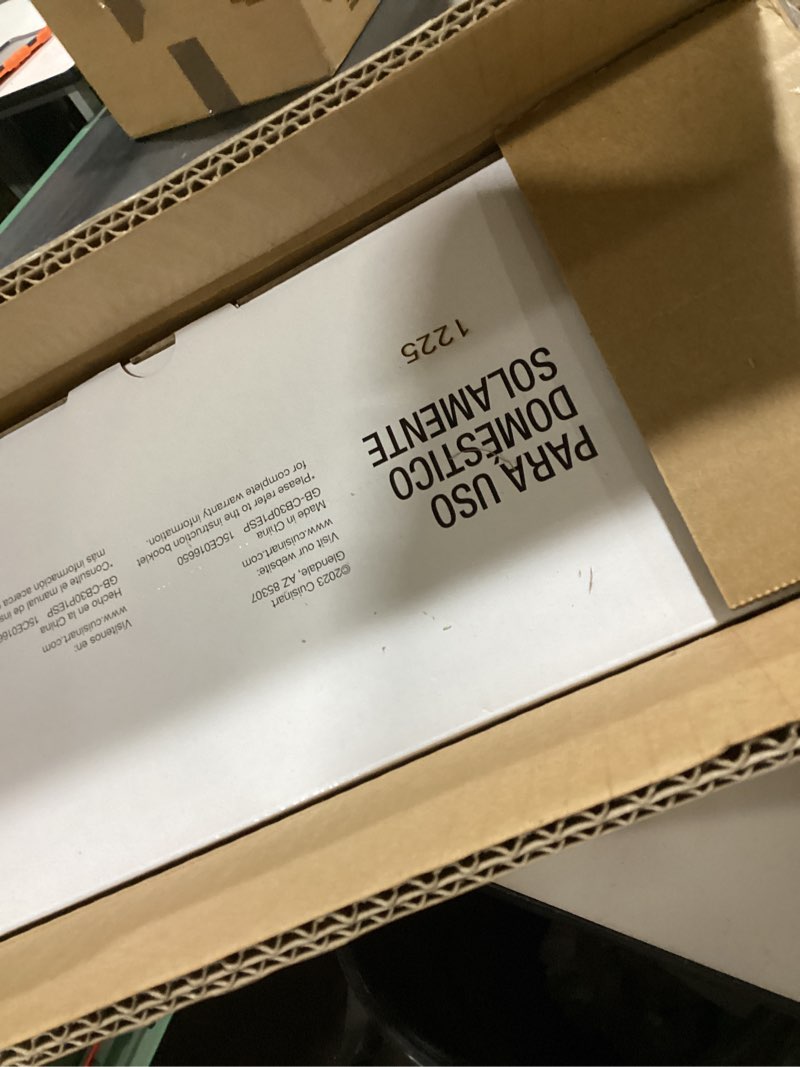 PARA USO
DOMÉSTICO
SOLAMENTE
1225
©2023 Cuisinart
Glendale, AZ 85307
Visit our website:
www.cuisinart.com
Made in China
GB-CB30P1ESP 15CE016650
*Please refer to the instruction booklet
for complete warranty information.
Visítenos en:
www.cuisinart.com
Hecho en la China
GB-CB30P1ESP
*Consulte el manual de
más información acerca